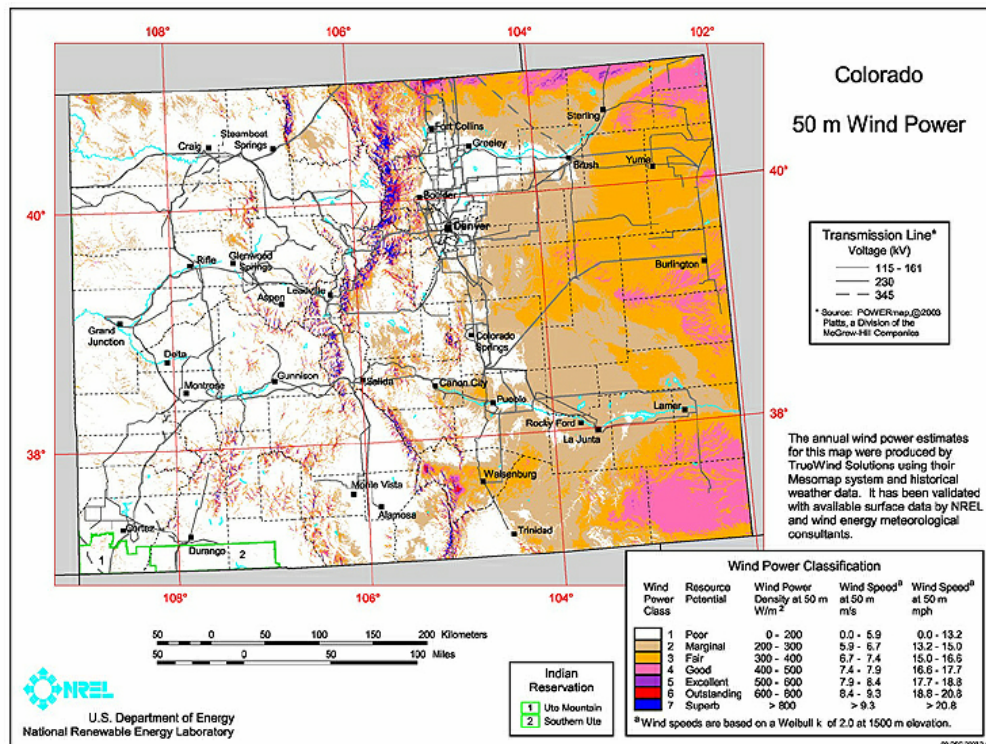 108°
106°
104°
102°
Colorado
50 m Wind Power
Sterling
Fort Collins
Steamboat
Springs
Craig
Greeley
Brush
Yuma
40°
40°
Boulder
Denver
Transmission Line*
Voltage (kV)
115 - 161
230
345
* Source: POWERmap, ©2003
Platts, a Division of the
McGraw-Hill Companies
Rifle
Glenwood
Springs
Burlington
Leadville
Aspen
Grand
Junction
Colorado
Springs
Delta
Gunnison
Salida
Canon City
Montrose
Pueblo
Lamar
38°
Rocky Ford
La Junta
38°
The annual wind power estimates
for this map were produced by
TrueWind Solutions using their
Mesomap system and historical
weather data. It has been validated
with available surface data by NREL
and wind energy meteorological
consultants.
Walsenburg
Monte Vista
Alamosa
Cortez
Trinidad
Durango
1
2
108°
106°
104°
Wind Power Classification
Wind Power Class Resource Potential Wind Power Density at 50 m W/m² Wind Speedª at 50 m m/s Wind Speedª at 50 m mph
1 Poor 0 - 200 0.0 - 5.9 0.0 - 13.2
2 Marginal 200 - 300 5.9 - 6.7 13.2 - 15.0
3 Fair 300 - 400 6.7 - 7.4 15.0 - 16.6
4 Good 400 - 500 7.4 - 7.9 16.6 - 17.7
5 Excellent 500 - 600 7.9 - 8.4 17.7 - 18.8
6 Outstanding 600 - 800 8.4 - 9.3 18.8 - 20.8
7 Superb > 800 > 9.3 > 20.8
ª Wind speeds are based on a Weibull k of 2.0 at 1500 m elevation.
50 0 50 100 150 200 Kilometers
50 0 50 100 Miles
Indian
Reservation
1 Ute Mountain
2 Southern Ute
NREL
U.S. Department of Energy
National Renewable Energy Laboratory